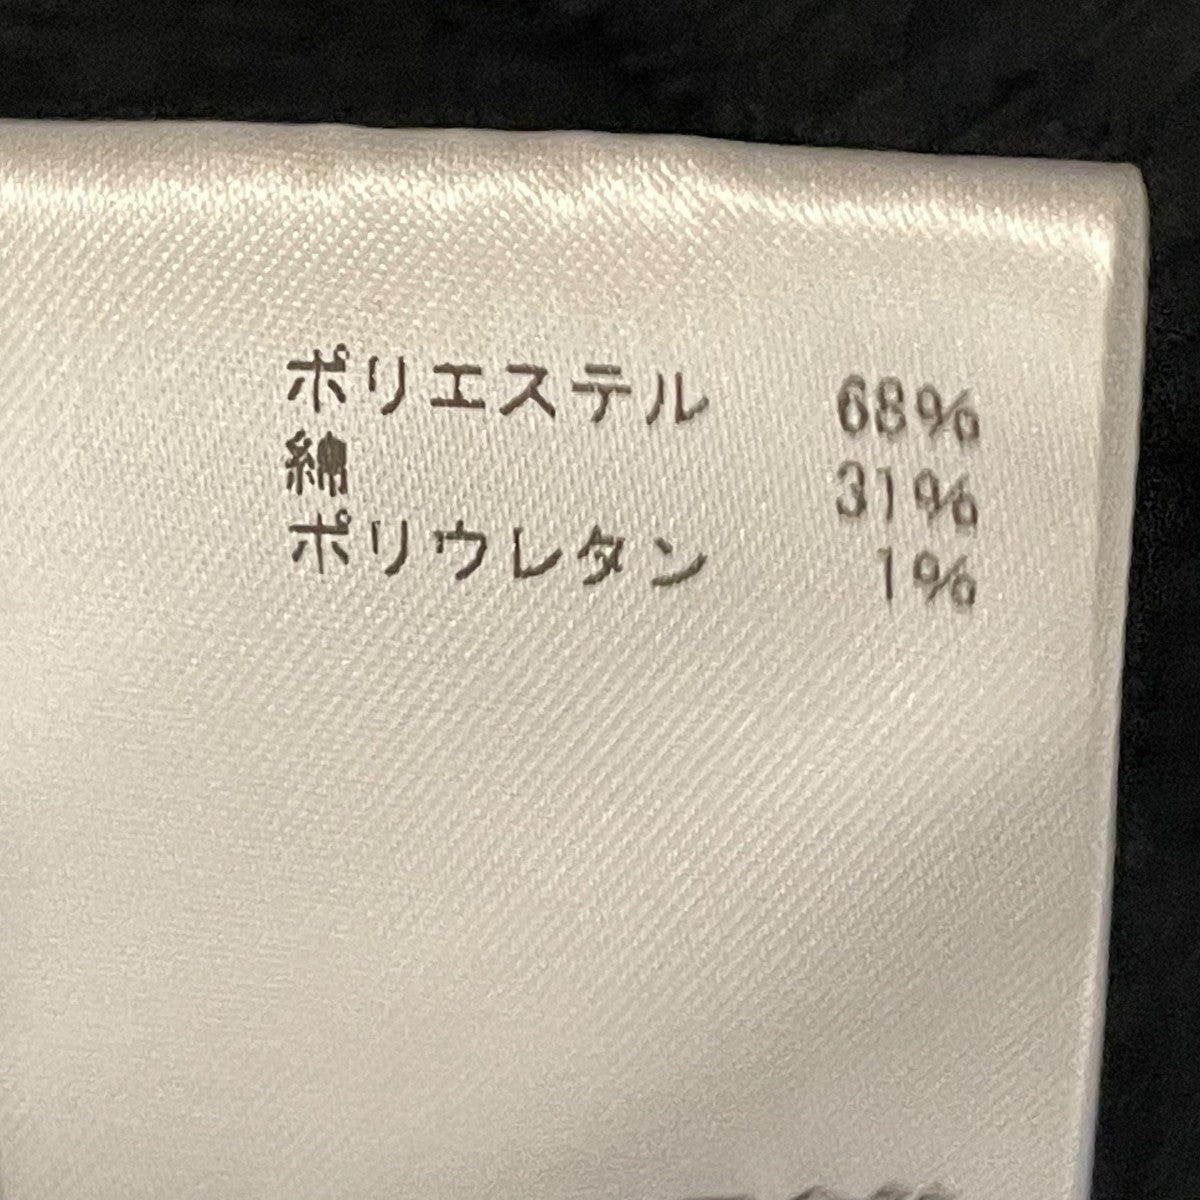 ポリエステル 68%
綿 31%
ポリウレタン 1%